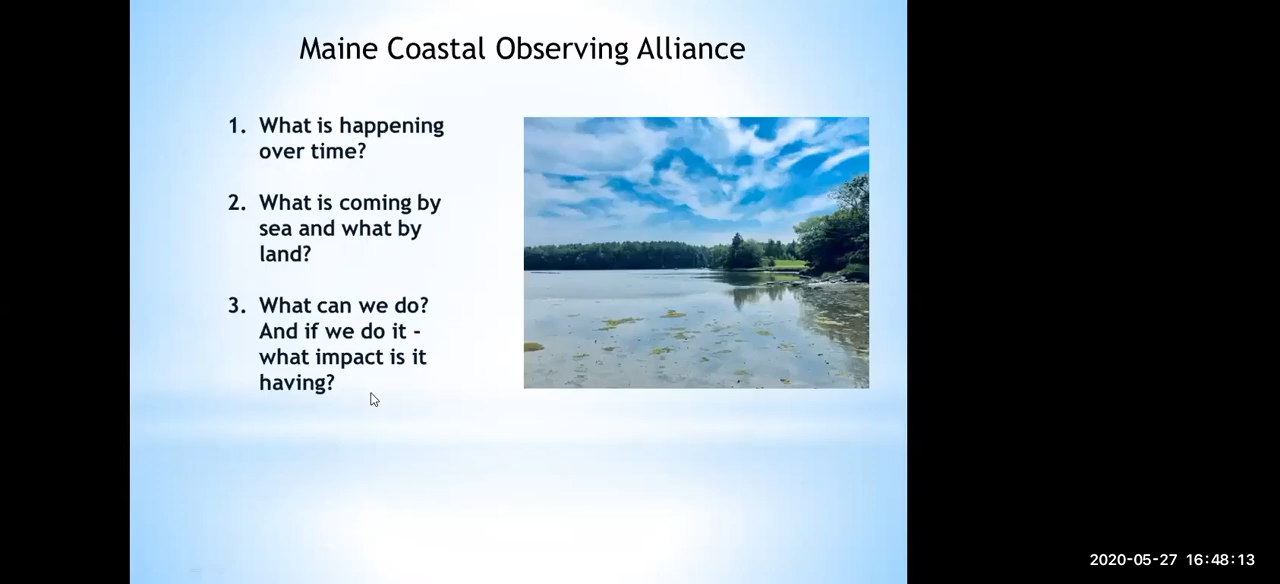 Maine Coastal Observing Alliance
1. What is happening
over time?
2. What is coming by
sea and what by
land?
3. What can we do?
And if we do it -
what impact is it
having?
2020-05-27 16:48:13